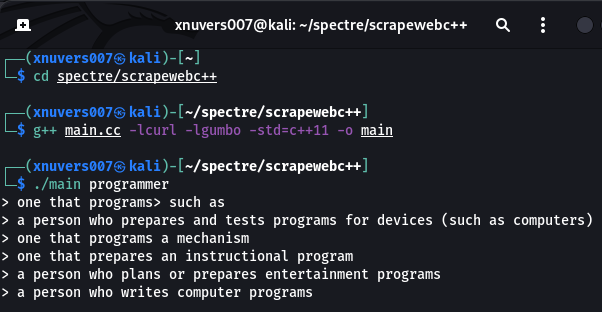 xnuvers007@kali: ~/spectre/scrapewebc++
┌──(xnuvers007㉿kali)-[~]
└─$ cd spectre/scrapewebc++
┌──(xnuvers007㉿kali)-[~/spectre/scrapewebc++]
└─$ g++ main.cc -lcurl -lgumbo -std=c++11 -o main
┌──(xnuvers007㉿kali)-[~/spectre/scrapewebc++]
└─$ ./main programmer
> one that programs> such as
> a person who prepares and tests programs for devices (such as computers)
> one that programs a mechanism
> one that prepares an instructional program
> a person who plans or prepares entertainment programs
> a person who writes computer programs